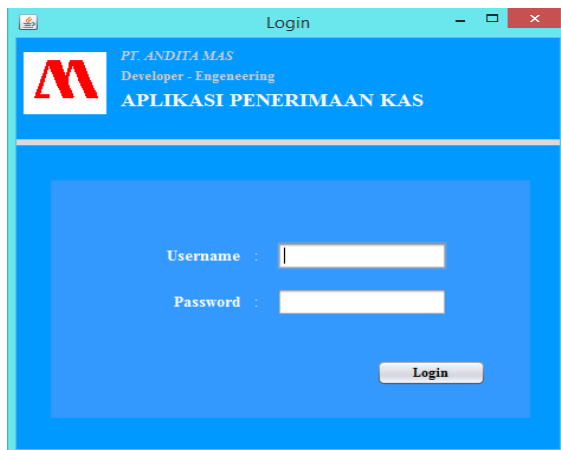 Login
PT. ANDITA MAS
Developer - Engeneering
APLIKASI PENERIMAAN KAS
Username :
Password :
Login